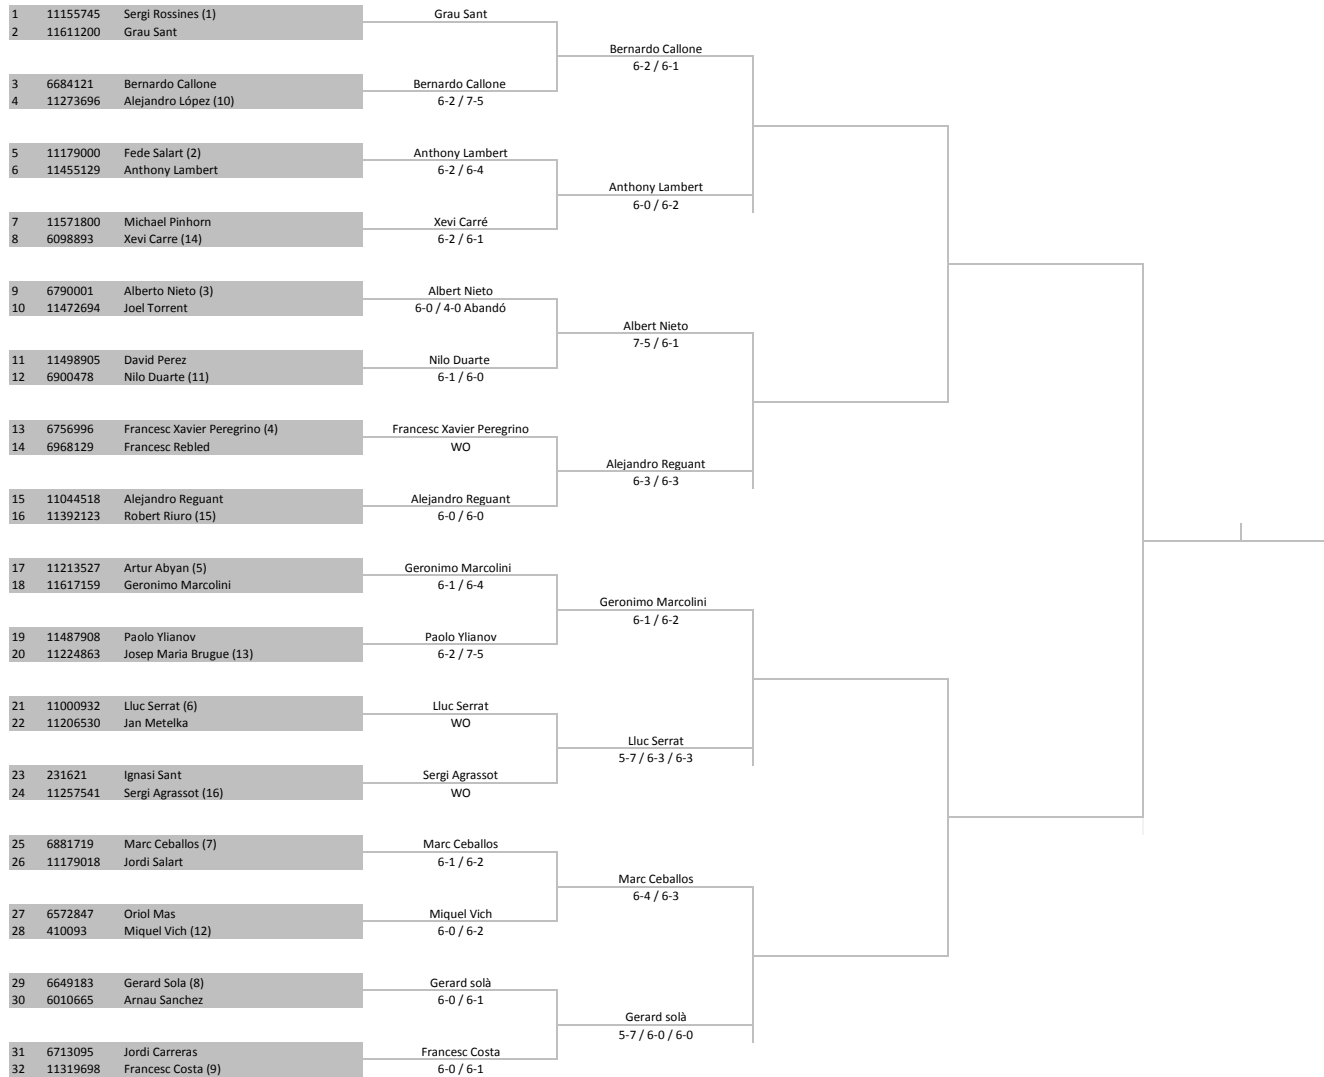 1 11155745 Sergi Rossines (1)
2 11611200 Grau Sant
Grau Sant
Bernardo Callone
6-2 / 6-1
3 6684121 Bernardo Callone
4 11273696 Alejandro López (10)
Bernardo Callone
6-2 / 7-5
5 11179000 Fede Salart (2)
6 11455129 Anthony Lambert
Anthony Lambert
6-2 / 6-4
Anthony Lambert
6-0 / 6-2
7 11571800 Michael Pinhorn
8 6098893 Xevi Carre (14)
Xevi Carré
6-2 / 6-1
9 6790001 Alberto Nieto (3)
10 11472694 Joel Torrent
Albert Nieto
6-0 / 4-0 Abandó
Albert Nieto
7-5 / 6-1
11 11498905 David Perez
12 6900478 Nilo Duarte (11)
Nilo Duarte
6-1 / 6-0
13 6756996 Francesc Xavier Peregrino (4)
14 6968129 Francesc Rebled
Francesc Xavier Peregrino
WO
Alejandro Reguant
6-3 / 6-3
15 11044518 Alejandro Reguant
16 11392123 Robert Riuro (15)
Alejandro Reguant
6-0 / 6-0
17 11213527 Artur Abyan (5)
18 11617159 Geronimo Marcolini
Geronimo Marcolini
6-1 / 6-4
Geronimo Marcolini
6-1 / 6-2
19 11487908 Paolo Ylianov
20 11224863 Josep Maria Brugue (13)
Paolo Ylianov
6-2 / 7-5
21 11000932 Lluc Serrat (6)
22 11206530 Jan Metelka
Lluc Serrat
WO
Lluc Serrat
5-7 / 6-3 / 6-3
23 231621 Ignasi Sant
24 11257541 Sergi Agrassot (16)
Sergi Agrassot
WO
25 6881719 Marc Ceballos (7)
26 11179018 Jordi Salart
Marc Ceballos
6-1 / 6-2
Marc Ceballos
6-4 / 6-3
27 6572847 Oriol Mas
28 410093 Miquel Vich (12)
Miquel Vich
6-0 / 6-2
29 6649183 Gerard Sola (8)
30 6010665 Arnau Sanchez
Gerard solà
6-0 / 6-1
Gerard solà
5-7 / 6-0 / 6-0
31 6713095 Jordi Carreras
32 11319698 Francesc Costa (9)
Francesc Costa
6-0 / 6-1